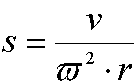 s = v / (ϖ² · r)